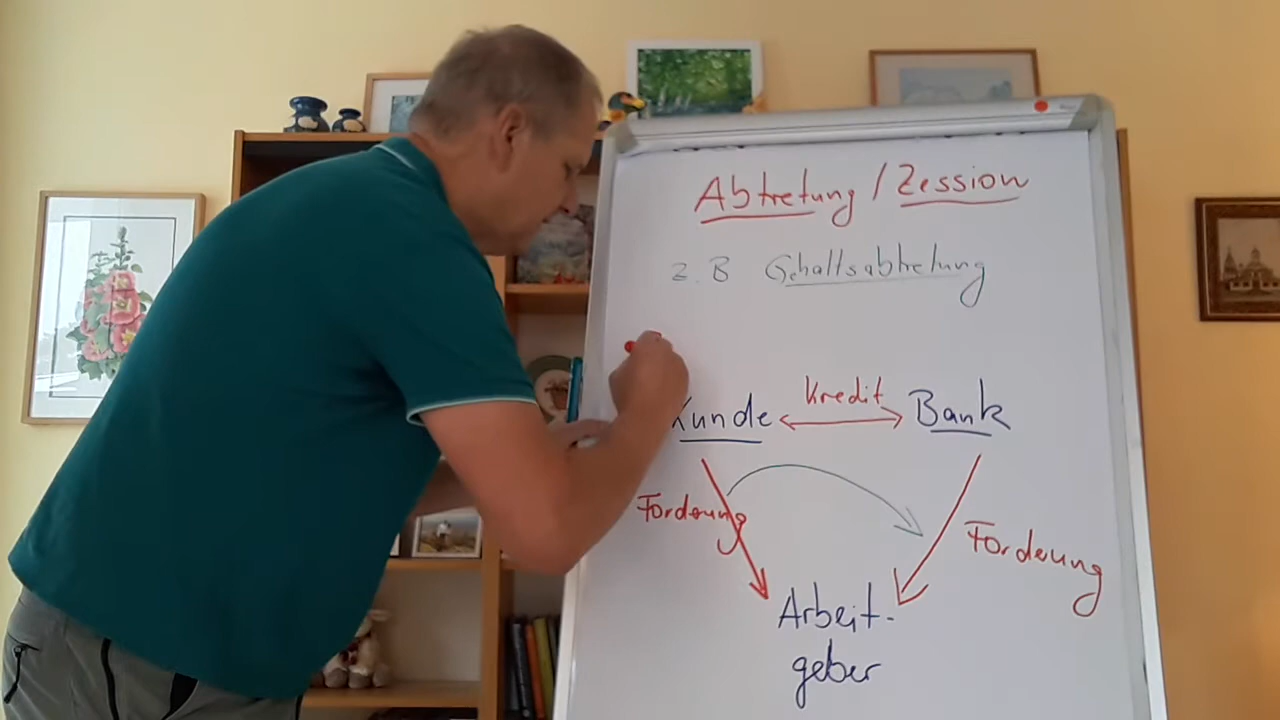 Abtretung / Zession
z. B Gehaltsabtretung
Kredit
Kunde Bank
Forderung
Forderung
Arbeit-
geber